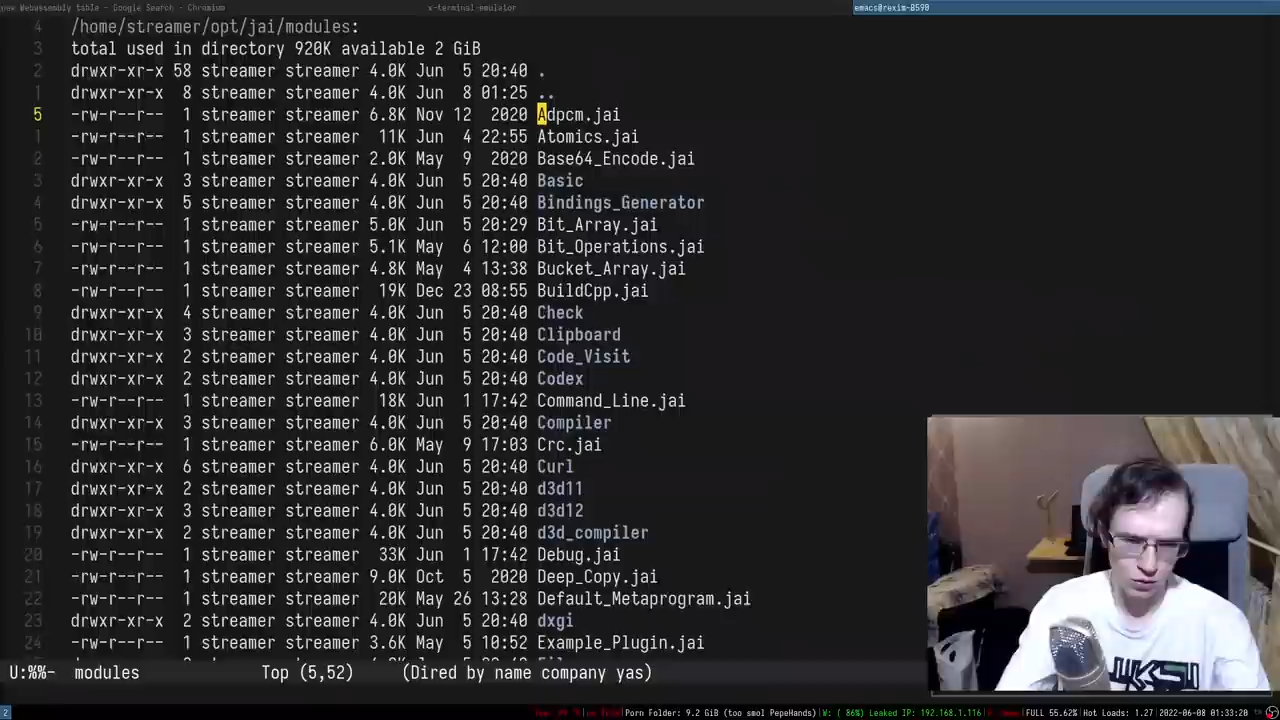 new Webassembly table - Google Search - Chromium x-terminal-emulator emacs@rexim-B590
4 /home/streamer/opt/jai/modules:
3 total used in directory 920K available 2 GiB
2 drwxr-xr-x 58 streamer streamer 4.0K Jun 5 20:40 .
1 drwxr-xr-x 8 streamer streamer 4.0K Jun 8 01:25 ..
5 -rw-r--r-- 1 streamer streamer 6.8K Nov 12 2020 Adpcm.jai
1 -rw-r--r-- 1 streamer streamer 11K Jun 4 22:55 Atomics.jai
2 -rw-r--r-- 1 streamer streamer 2.0K May 9 2020 Base64_Encode.jai
3 drwxr-xr-x 3 streamer streamer 4.0K Jun 5 20:40 Basic
4 drwxr-xr-x 5 streamer streamer 4.0K Jun 5 20:40 Bindings_Generator
5 -rw-r--r-- 1 streamer streamer 5.0K Jun 5 20:29 Bit_Array.jai
6 -rw-r--r-- 1 streamer streamer 5.1K May 6 12:00 Bit_Operations.jai
7 -rw-r--r-- 1 streamer streamer 4.8K May 4 13:38 Bucket_Array.jai
8 -rw-r--r-- 1 streamer streamer 19K Dec 23 08:55 BuildCpp.jai
9 drwxr-xr-x 4 streamer streamer 4.0K Jun 5 20:40 Check
10 drwxr-xr-x 3 streamer streamer 4.0K Jun 5 20:40 Clipboard
11 drwxr-xr-x 2 streamer streamer 4.0K Jun 5 20:40 Code_Visit
12 drwxr-xr-x 2 streamer streamer 4.0K Jun 5 20:40 Codex
13 -rw-r--r-- 1 streamer streamer 18K Jun 1 17:42 Command_Line.jai
14 drwxr-xr-x 3 streamer streamer 4.0K Jun 5 20:40 Compiler
15 -rw-r--r-- 1 streamer streamer 6.0K May 9 17:03 Crc.jai
16 drwxr-xr-x 6 streamer streamer 4.0K Jun 5 20:40 Curl
17 drwxr-xr-x 2 streamer streamer 4.0K Jun 5 20:40 d3d11
18 drwxr-xr-x 3 streamer streamer 4.0K Jun 5 20:40 d3d12
19 drwxr-xr-x 2 streamer streamer 4.0K Jun 5 20:40 d3d_compiler
20 -rw-r--r-- 1 streamer streamer 33K Jun 1 17:42 Debug.jai
21 -rw-r--r-- 1 streamer streamer 9.0K Oct 5 2020 Deep_Copy.jai
22 -rw-r--r-- 1 streamer streamer 20K May 26 13:28 Default_Metaprogram.jai
23 drwxr-xr-x 2 streamer streamer 4.0K Jun 5 20:40 dxgi
24 -rw-r--r-- 1 streamer streamer 3.6K May 5 10:52 Example_Plugin.jai
U:%%- modules Top (5,52) (Dired by name company yas)
2 Porn Folder: 9.2 GiB (too smol PepeHands) W: ( 86%) Leaked IP: 192.168.1.116 FULL 55.62% Hot Loads: 1.27 2022-06-08 01:33:20